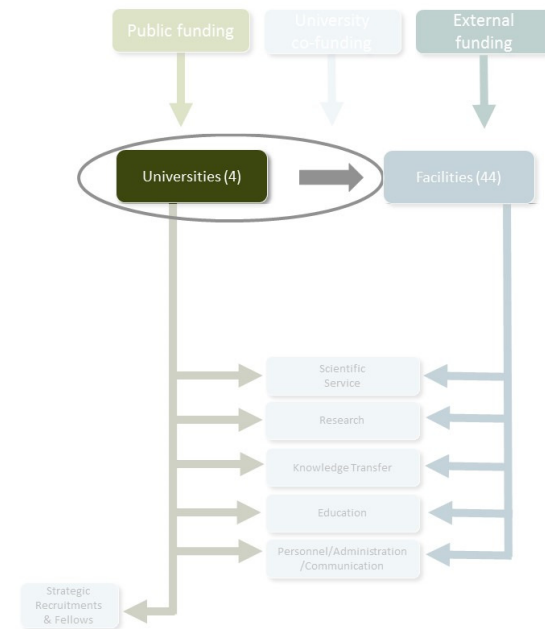 Public funding
University
co-funding
External
funding
Universities (4)
Facilities (44)
Scientific
Service
Research
Knowledge Transfer
Education
Personnel/Administration
/Communication
Strategic
Recruitments
& Fellows